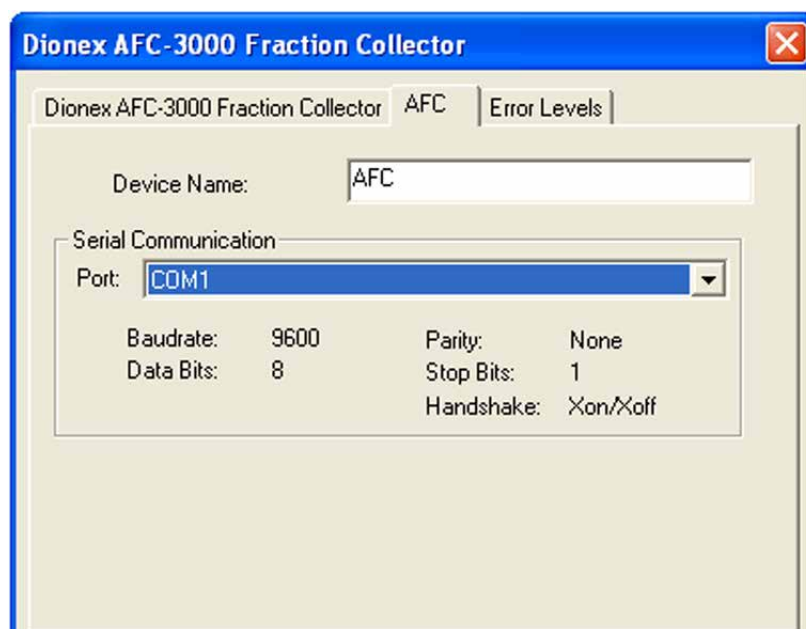 Dionex AFC-3000 Fraction Collector
Dionex AFC-3000 Fraction Collector AFC Error Levels
Device Name: AFC
Serial Communication
Port: COM1
Baudrate: 9600 Parity: None
Data Bits: 8 Stop Bits: 1
Handshake: Xon/Xoff